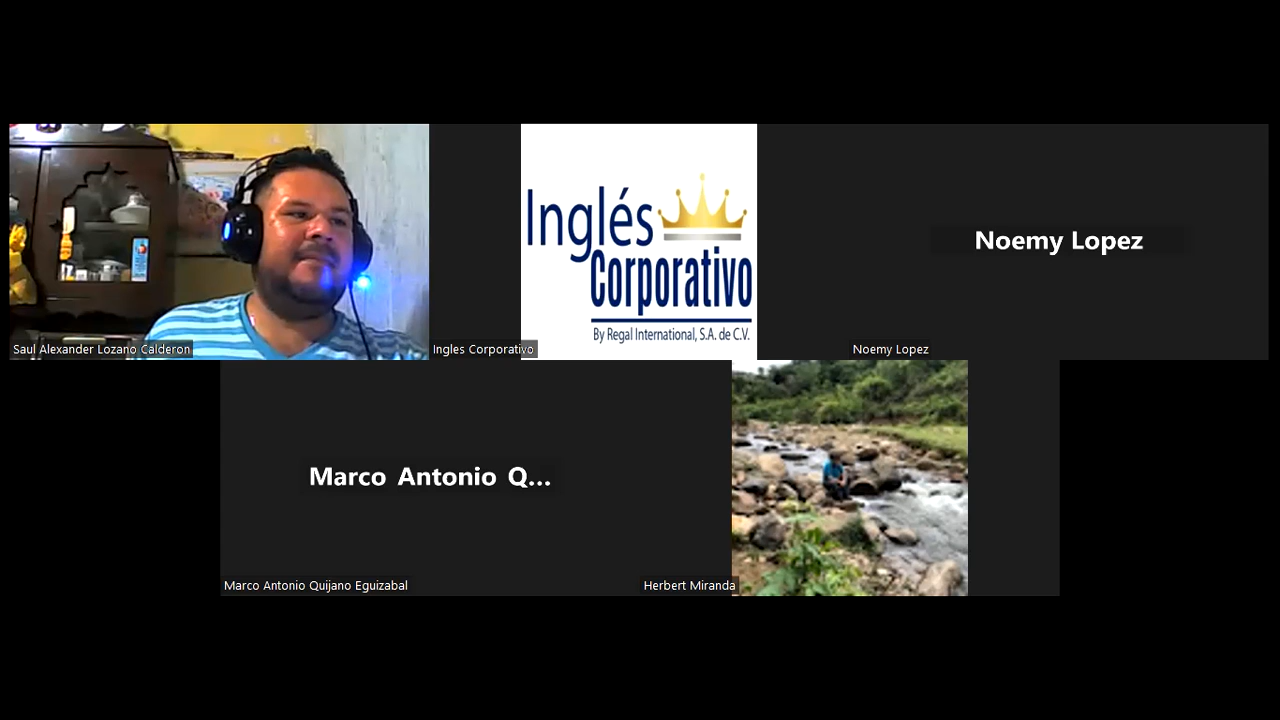 Inglés
Corporativo
By Regal International, S.A. de C.V.
Noemy Lopez
Saul Alexander Lozano Calderon
Ingles Corporativo
Noemy Lopez
Marco Antonio Q...
Marco Antonio Quijano Eguizabal
Herbert Miranda